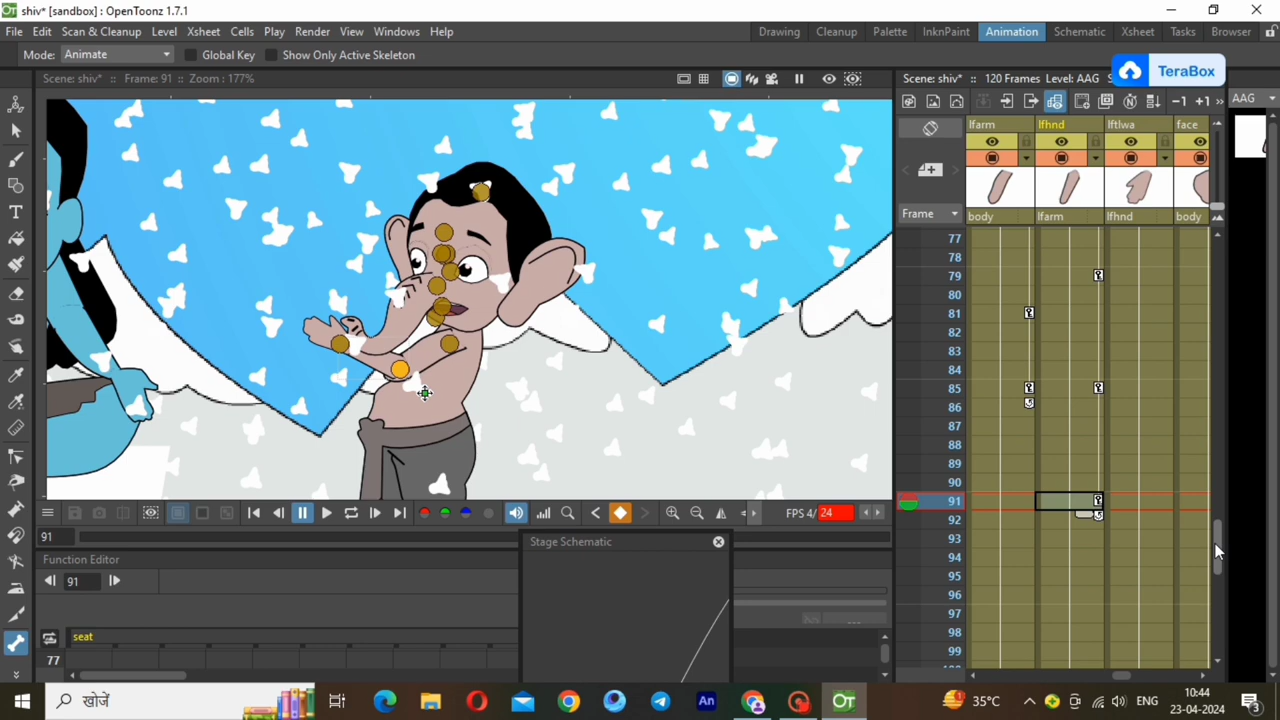 shiv* [sandbox] : OpenToonz 1.7.1
File Edit Scan & Cleanup Level Xsheet Cells Play Render View Windows Help
Drawing Cleanup Palette InknPaint Animation Schematic Xsheet Tasks Browser
Mode: Animate Global Key Show Only Active Skeleton
TeraBox
Scene: shiv* :: Frame: 91 :: Zoom : 177%
Scene: shiv* :: 120 Frames Level: AAG
-1 +1 »
AAG
lfarm lfhnd lftlwa face
Frame body lfarm lfhnd body
77
78
79
80
81
82
83
84
85
86
87
88
89
90
91
92
93
94
95
96
97
98
99
FPS 4/ 24
91
Stage Schematic
Function Editor
91
seat
77
खोजें
An
OT
35°C
ENG
10:44
23-04-2024
3